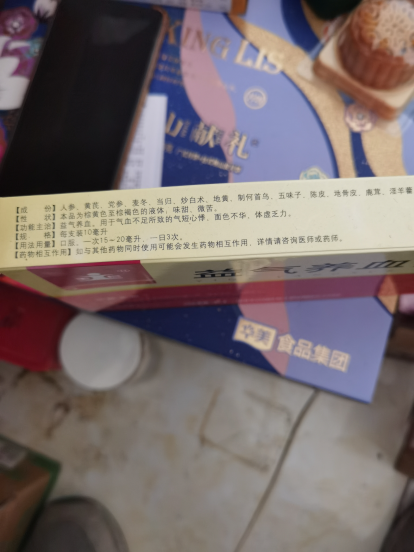 KING LIS
山献礼
【成　　份】人参、黄芪、党参、麦冬、当归、炒白术、地黄、制何首乌、五味子、陈皮、地骨皮、鹿茸、淫羊藿
【性　　状】本品为棕黄色至棕褐色的液体，味甜、微苦。
【功能主治】益气养血。用于气血不足所致的气短心悸，面色不华，体虚乏力。
【规　　格】每支装10毫升
【用法用量】口服，一次15～20毫升，一日3次。
【药物相互作用】如与其他药物同时使用可能会发生药物相互作用，详情请咨询医师或药师。
益气养血
食品集团